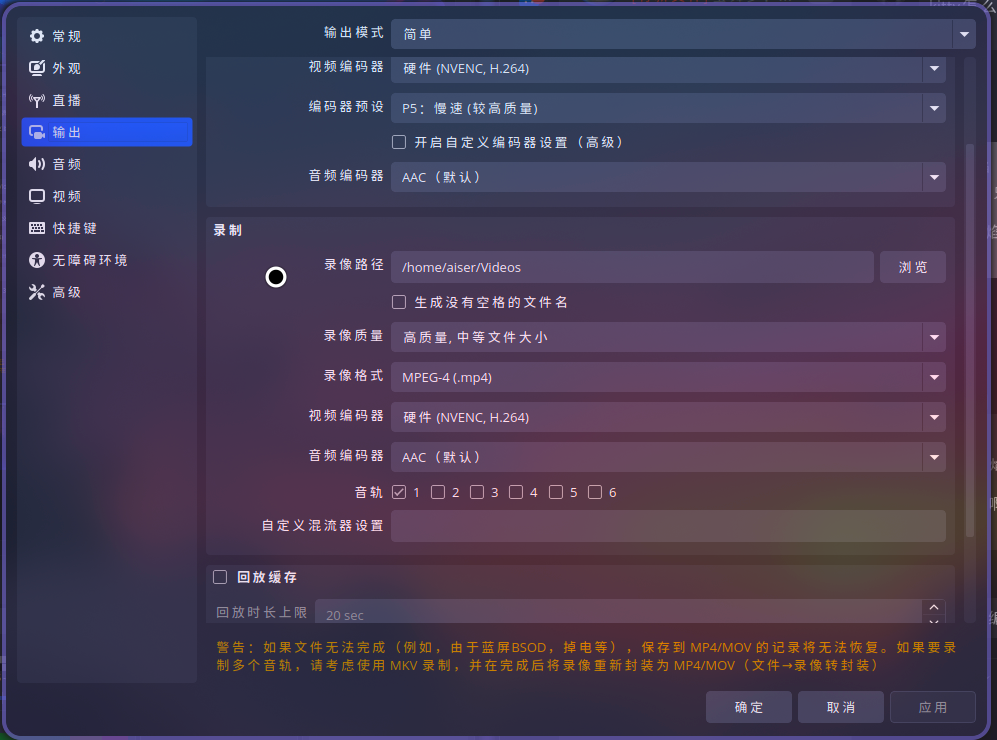 常规
外观
直播
输出
音频
视频
快捷键
无障碍环境
高级
输出模式 简单
视频编码器 硬件 (NVENC, H.264)
编码器预设 P5：慢速 (较高质量)
开启自定义编码器设置（高级）
音频编码器 AAC（默认）
录制
录像路径 /home/aiser/Videos 浏览
生成没有空格的文件名
录像质量 高质量, 中等文件大小
录像格式 MPEG-4 (.mp4)
视频编码器 硬件 (NVENC, H.264)
音频编码器 AAC（默认）
音轨 1 2 3 4 5 6
自定义混流器设置
回放缓存
回放时长上限 20 sec
警告：如果文件无法完成（例如，由于蓝屏BSOD，掉电等），保存到 MP4/MOV 的记录将无法恢复。如果要录
制多个音轨，请考虑使用 MKV 录制，并在完成后将录像重新封装为 MP4/MOV（文件→录像转封装）
确定 取消 应用